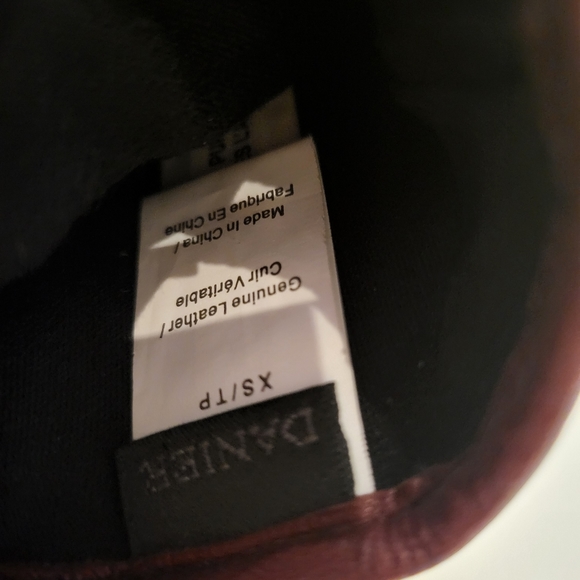 DANIER
XS/TP
Genuine Leather/
Cuir Véritable
Made In China/
Fabrique En Chine